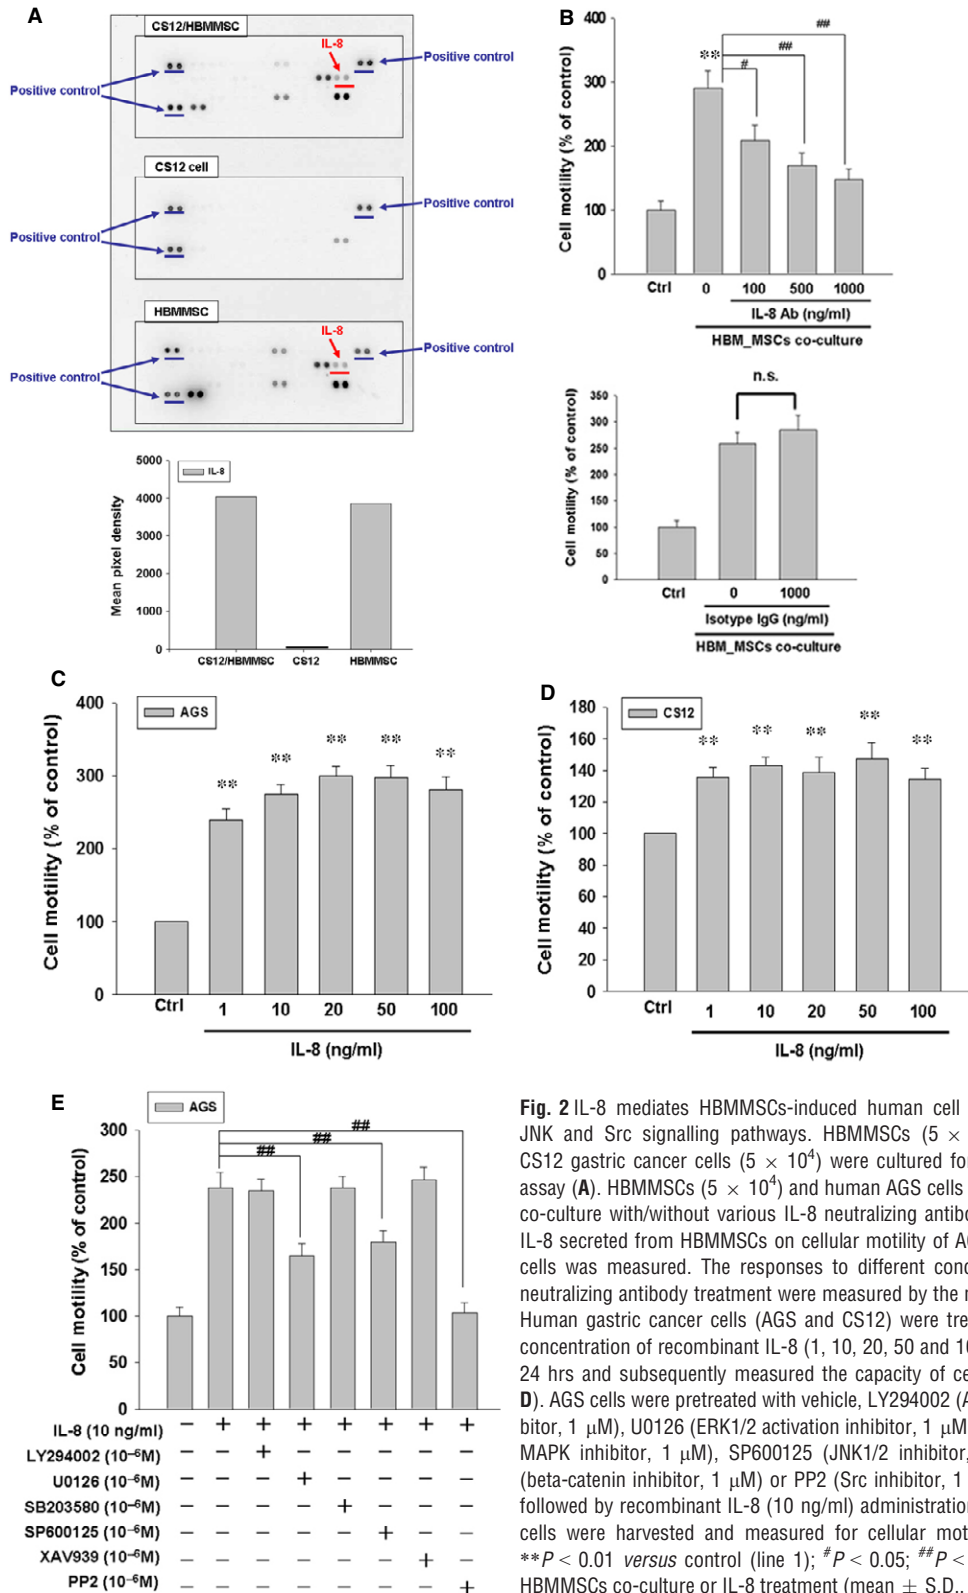 A
CS12/HBMMSC
IL-8
Positive control
Positive control
CS12 cell
Positive control
Positive control
HBMMSC
IL-8
Positive control
Positive control
5000
4000
3000
2000
1000
0
Mean pixel density
IL-8
CS12/HBMMSC CS12 HBMMSC
B
400
300
200
100
0
Cell motility (% of control)
**
#
##
##
Ctrl 0 100 500 1000
IL-8 Ab (ng/ml)
HBM_MSCs co-culture
n.s.
350
300
250
200
150
100
50
0
Cell motility (% of control)
Ctrl 0 1000
Isotype IgG (ng/ml)
HBM_MSCs co-culture
C
AGS
400
300
200
100
0
Cell motility (% of control)
** ** ** ** **
Ctrl 1 10 20 50 100
IL-8 (ng/ml)
D
CS12
180
160
140
120
100
80
60
40
20
0
Cell motility (% of control)
** ** ** ** **
Ctrl 1 10 20 50 100
IL-8 (ng/ml)
E
AGS
300
250
200
150
100
50
0
Cell motility (% of control)
##
##
##
IL-8 (10 ng/ml) − + + + + + + +
LY294002 (10⁻⁶M) − − + − − − − −
U0126 (10⁻⁶M) − − − + − − − −
SB203580 (10⁻⁶M) − − − − + − − −
SP600125 (10⁻⁶M) − − − − − + − −
XAV939 (10⁻⁶M) − − − − − − + −
PP2 (10⁻⁶M) − − − − − − − +
Fig. 2 IL-8 mediates HBMMSCs-induced human cell
JNK and Src signalling pathways. HBMMSCs (5 ×
CS12 gastric cancer cells (5 × 10⁴) were cultured for
assay (A). HBMMSCs (5 × 10⁴) and human AGS cells
co-culture with/without various IL-8 neutralizing antibo
IL-8 secreted from HBMMSCs on cellular motility of A
cells was measured. The responses to different conc
neutralizing antibody treatment were measured by the
Human gastric cancer cells (AGS and CS12) were tre
concentration of recombinant IL-8 (1, 10, 20, 50 and 1
24 hrs and subsequently measured the capacity of ce
D). AGS cells were pretreated with vehicle, LY294002 (A
bitor, 1 μM), U0126 (ERK1/2 activation inhibitor, 1 μM
MAPK inhibitor, 1 μM), SP600125 (JNK1/2 inhibitor,
(beta-catenin inhibitor, 1 μM) or PP2 (Src inhibitor, 1
followed by recombinant IL-8 (10 ng/ml) administration
cells were harvested and measured for cellular mot
**P < 0.01 versus control (line 1); #P < 0.05; ##P <
HBMMSCs co-culture or IL-8 treatment (mean ± S.D.,